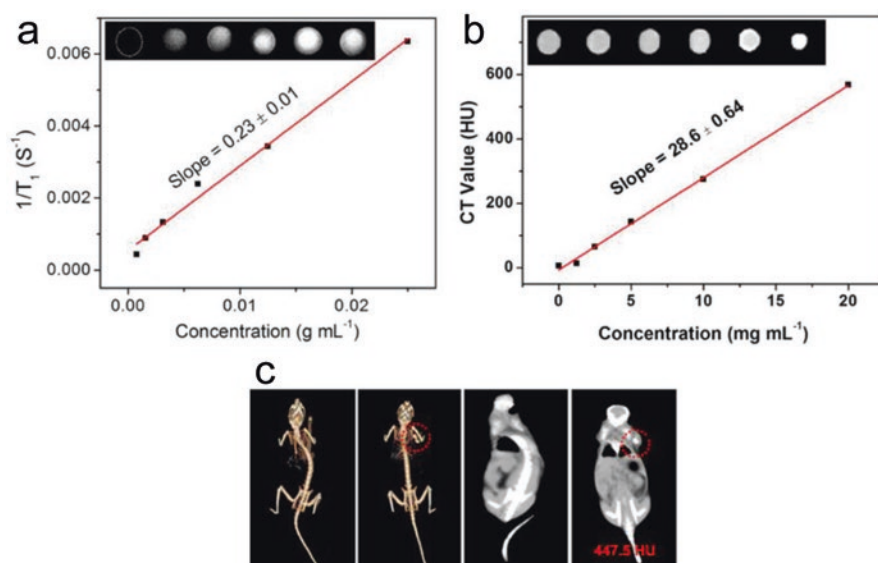 a
0.006
0.004
0.002
0.000
1/T₁ (S⁻¹)
Slope = 0.23 ± 0.01
0.00
0.01
0.02
Concentration (g mL⁻¹)
b
600
400
200
0
CT Value (HU)
Slope = 28.6 ± 0.64
0
5
10
15
20
Concentration (mg mL⁻¹)
c
447.5 HU